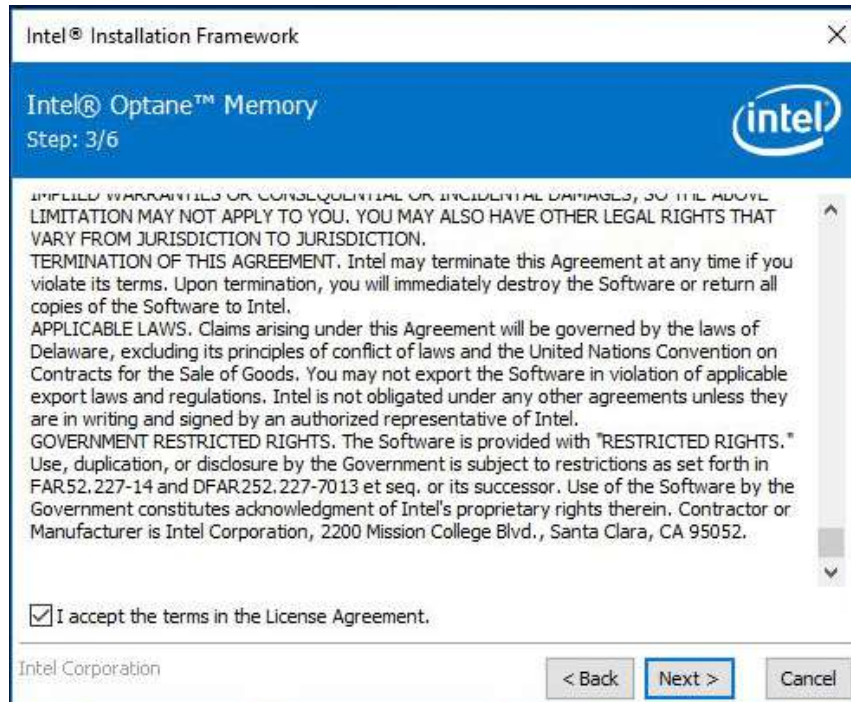 Intel® Installation Framework
Intel® Optane™ Memory
intel
Step: 3/6
IMPLIED WARRANTIES OR CONSEQUENTIAL OR INCIDENTAL DAMAGES, SO THE ABOVE
LIMITATION MAY NOT APPLY TO YOU. YOU MAY ALSO HAVE OTHER LEGAL RIGHTS THAT
VARY FROM JURISDICTION TO JURISDICTION.
TERMINATION OF THIS AGREEMENT. Intel may terminate this Agreement at any time if you
violate its terms. Upon termination, you will immediately destroy the Software or return all
copies of the Software to Intel.
APPLICABLE LAWS. Claims arising under this Agreement will be governed by the laws of
Delaware, excluding its principles of conflict of laws and the United Nations Convention on
Contracts for the Sale of Goods. You may not export the Software in violation of applicable
export laws and regulations. Intel is not obligated under any other agreements unless they
are in writing and signed by an authorized representative of Intel.
GOVERNMENT RESTRICTED RIGHTS. The Software is provided with "RESTRICTED RIGHTS."
Use, duplication, or disclosure by the Government is subject to restrictions as set forth in
FAR52.227-14 and DFAR252.227-7013 et seq. or its successor. Use of the Software by the
Government constitutes acknowledgment of Intel's proprietary rights therein. Contractor or
Manufacturer is Intel Corporation, 2200 Mission College Blvd., Santa Clara, CA 95052.
I accept the terms in the License Agreement.
Intel Corporation
< Back Next > Cancel